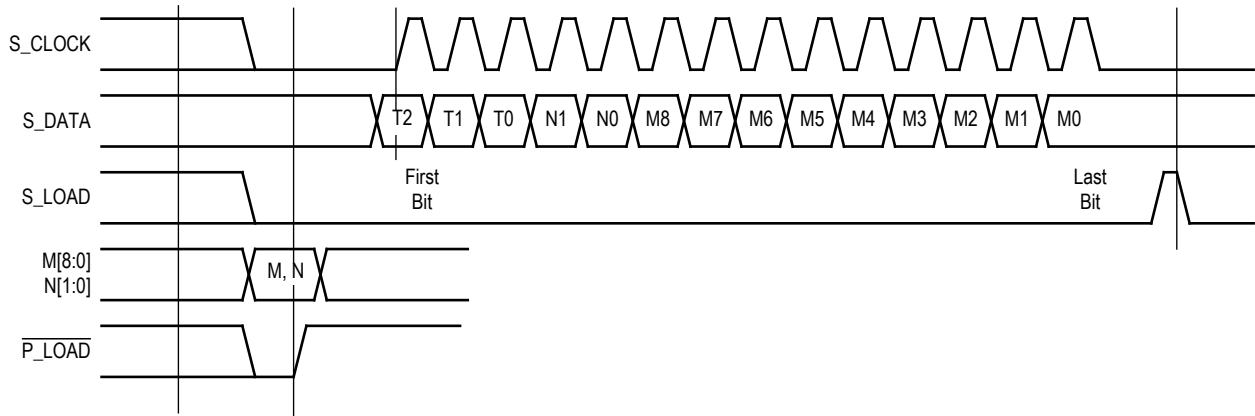 S_CLOCK
S_DATA
T2 T1 T0 N1 N0 M8 M7 M6 M5 M4 M3 M2 M1 M0
S_LOAD
First
Bit
Last
Bit
M[8:0]
N[1:0]
M, N
P_LOAD